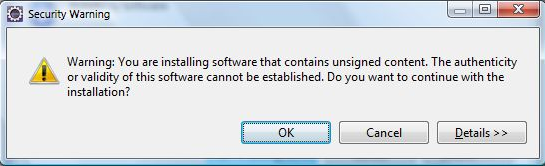 Security Warning
Warning: You are installing software that contains unsigned content. The authenticity
or validity of this software cannot be established. Do you want to continue with the
installation?
OK Cancel Details >>